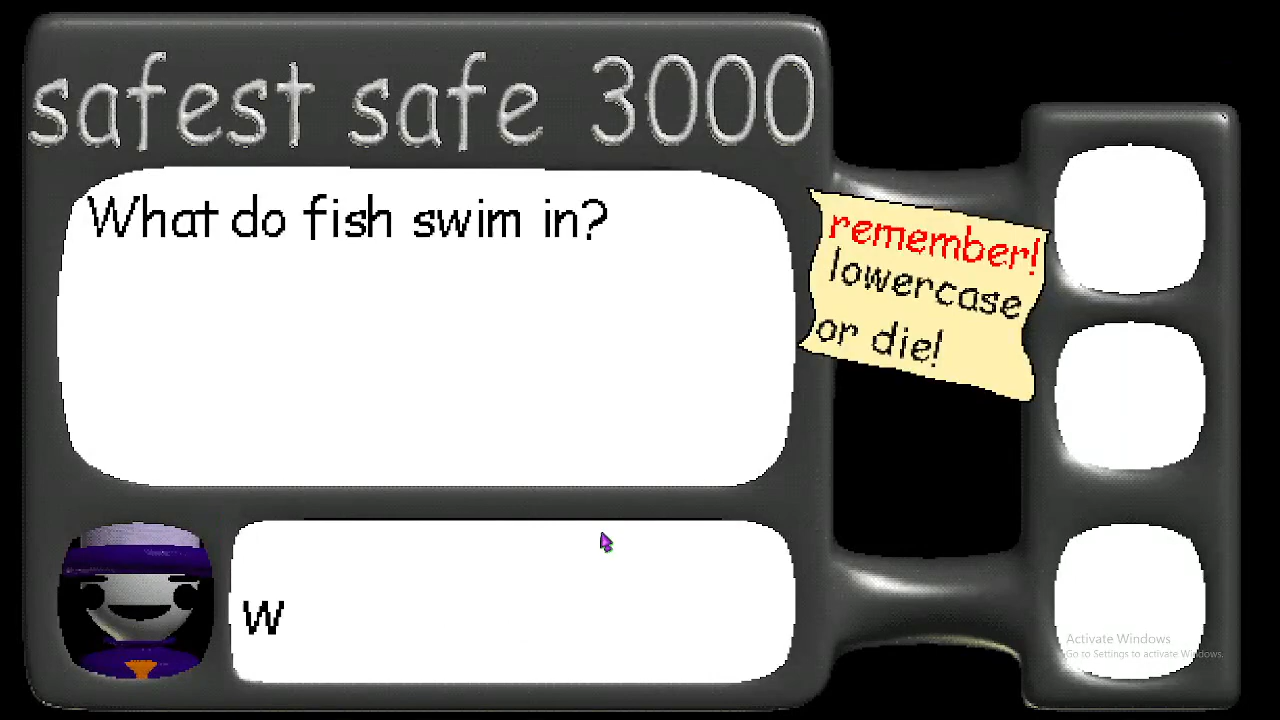 safest safe 3000
What do fish swim in?
remember!
lowercase
or die!
w
Activate Windows
Go to Settings to activate Windows.